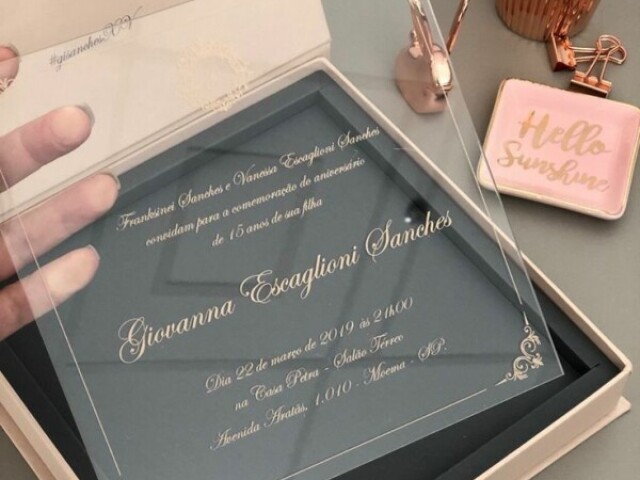 #gisanchesXV
Franksinei Sanches e Vanessa Escaglioni Sanches
convidam para a comemoração do aniversário
de 15 anos de sua filha
Giovanna Escaglioni Sanches
Dia 22 de março de 2019 às 21h00
na Casa Petra - Salão Térreo
Avenida Aratãs, 1.010 - Moema - SP.
Hello
Sunshine